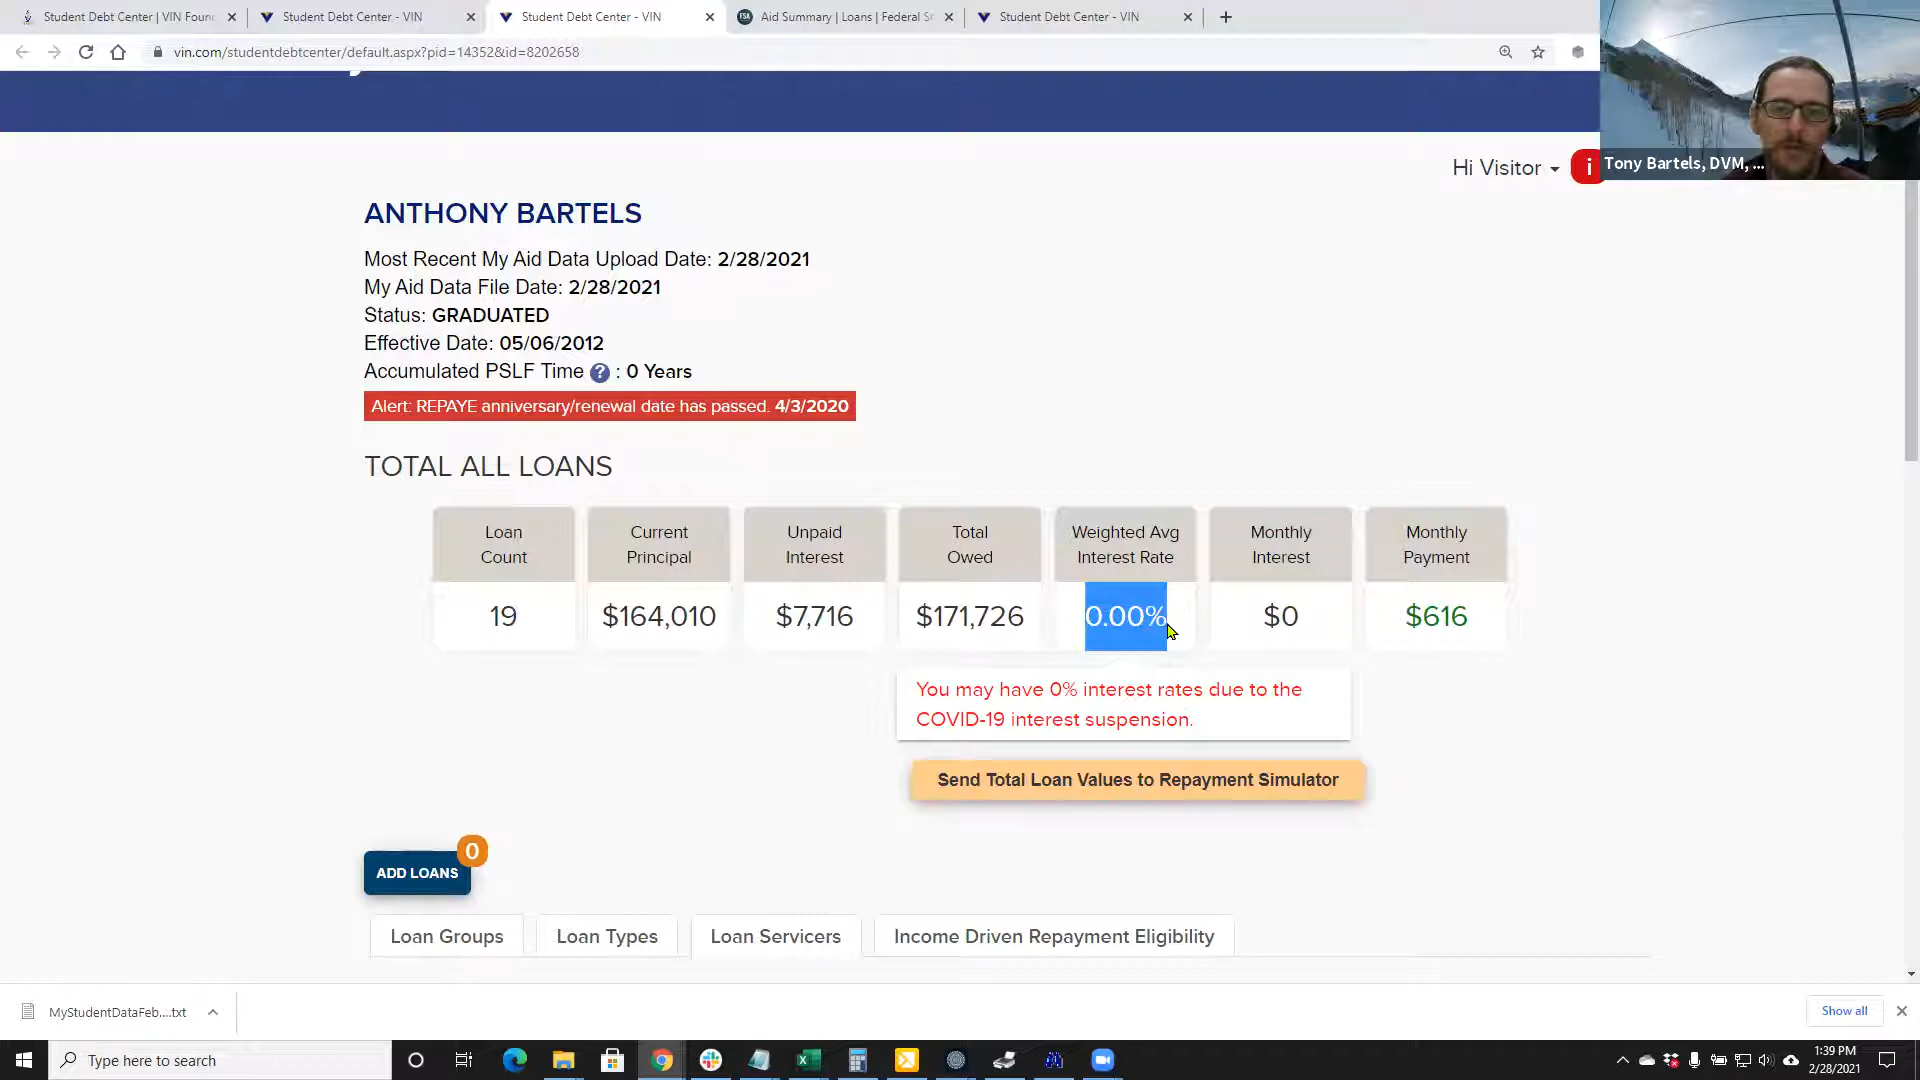 Student Debt Center | VIN Foun
Student Debt Center - VIN
Student Debt Center - VIN
Aid Summary | Loans | Federal S
Student Debt Center - VIN
vin.com/studentdebtcenter/default.aspx?pid=14352&id=8202658
Tony Bartels, DVM, ...
Hi Visitor
i
ANTHONY BARTELS
Most Recent My Aid Data Upload Date: 2/28/2021
My Aid Data File Date: 2/28/2021
Status: GRADUATED
Effective Date: 05/06/2012
Accumulated PSLF Time ? : 0 Years
Alert: REPAYE anniversary/renewal date has passed. 4/3/2020
TOTAL ALL LOANS
Loan Count
Current Principal
Unpaid Interest
Total Owed
Weighted Avg Interest Rate
Monthly Interest
Monthly Payment
19
$164,010
$7,716
$171,726
0.00%
$0
$616
You may have 0% interest rates due to the
COVID-19 interest suspension.
Send Total Loan Values to Repayment Simulator
0
ADD LOANS
Loan Groups
Loan Types
Loan Servicers
Income Driven Repayment Eligibility
MyStudentDataFeb....txt
Show all
Type here to search
1:39 PM
2/28/2021